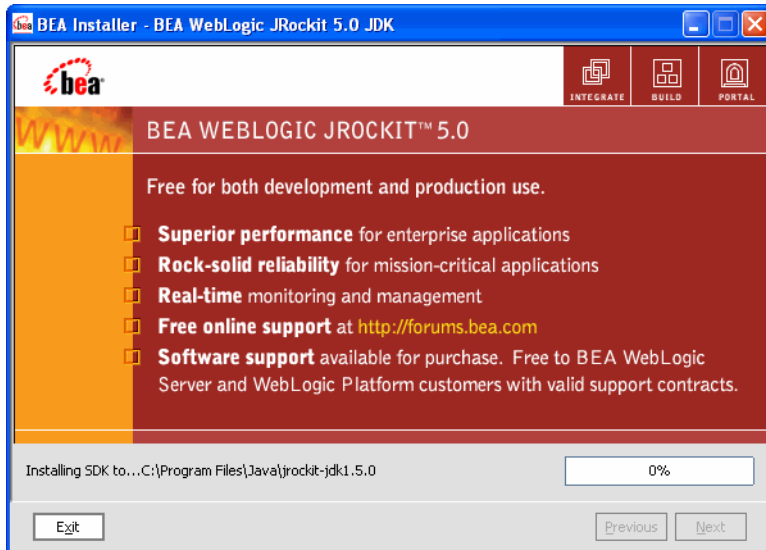 BEA Installer - BEA WebLogic JRockit 5.0 JDK
bea
INTEGRATE BUILD PORTAL
WWW
BEA WEBLOGIC JROCKIT™ 5.0
Free for both development and production use.
Superior performance for enterprise applications
Rock-solid reliability for mission-critical applications
Real-time monitoring and management
Free online support at http://forums.bea.com
Software support available for purchase. Free to BEA WebLogic
Server and WebLogic Platform customers with valid support contracts.
Installing SDK to...C:\Program Files\Java\jrockit-jdk1.5.0
0%
Exit Previous Next